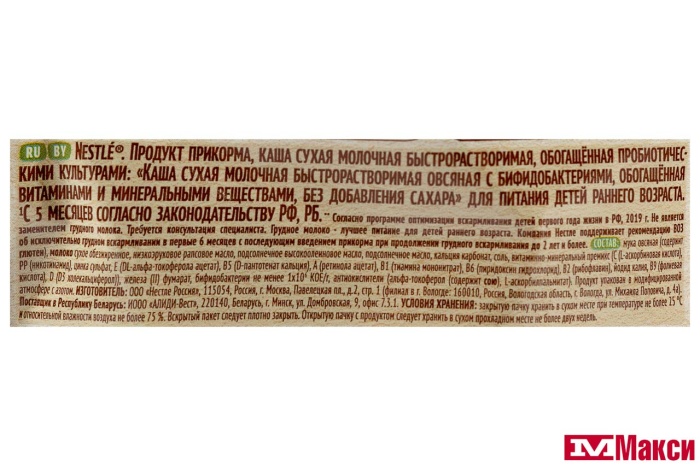 RU BY NESTLÉ®. ПРОДУКТ ПРИКОРМА, КАША СУХАЯ МОЛОЧНАЯ БЫСТРОРАСТВОРИМАЯ, ОБОГАЩЁННАЯ ПРОБИОТИЧЕС-
КИМИ КУЛЬТУРАМИ: «КАША СУХАЯ МОЛОЧНАЯ БЫСТРОРАСТВОРИМАЯ ОВСЯНАЯ С БИФИДОБАКТЕРИЯМИ, ОБОГАЩЁННАЯ
ВИТАМИНАМИ И МИНЕРАЛЬНЫМИ ВЕЩЕСТВАМИ, БЕЗ ДОБАВЛЕНИЯ САХАРА» ДЛЯ ПИТАНИЯ ДЕТЕЙ РАННЕГО ВОЗРАСТА.
¹С 5 МЕСЯЦЕВ СОГЛАСНО ЗАКОНОДАТЕЛЬСТВУ РФ, РБ. - Согласно программе оптимизации вскармливания детей первого года жизни в РФ, 2019 г. Не является
заменителем грудного молока. Требуется консультация специалиста. Грудное молоко - лучшее питание для детей раннего возраста. Компания Нестле поддерживает рекомендации ВОЗ
об исключительно грудном вскармливании в первые 6 месяцев с последующим введением прикорма при продолжении грудного вскармливания до 2 лет и более. СОСТАВ: мука овсяная (содержит
глютен), молоко сухое обезжиренное, низкоэруковое рапсовое масло, подсолнечное высокоолеиновое масло, подсолнечное масло, кальция карбонат, соль, витаминно-минеральный премикс (С (L-аскорбиновая кислота),
РР (никотинамид), цинка сульфат, Е (DL-альфа-токоферола ацетат), В5 (D-пантотенат кальция), А (ретинола ацетат), В1 (тиамина мононитрат), В6 (пиридоксин гидрохлорид), В2 (рибофлавин), йодид калия, В9 (фолиевая
кислота), D (D3 холекальциферол)), железа (II) фумарат, бифидобактерии не менее 1х10⁶ КОЕ/г, антиокислители (альфа-токоферол (содержит сою), L-аскорбилпальмитат). Продукт упакован в модифицированной
атмосфере с азотом. ИЗГОТОВИТЕЛЬ: ООО «Нестле Россия», 115054, Россия, г. Москва, Павелецкая пл., д.2, стр.1 (филиал в г. Вологде: 160010, Россия, Вологодская область, г. Вологда, ул. Михаила Поповича, д. 4а).
Поставщик в Республику Беларусь: ИООО «АЛИДИ-Вест», 220140, Беларусь, г. Минск, ул. Домбровская, 9, офис 7.3.1. УСЛОВИЯ ХРАНЕНИЯ: закрытую пачку хранить в сухом месте при температуре не более 25 °С
и относительной влажности воздуха не более 75 %. Вскрытый пакет следует плотно закрыть. Открытую пачку с продуктом следует хранить в сухом прохладном месте не более двух недель.
Макси